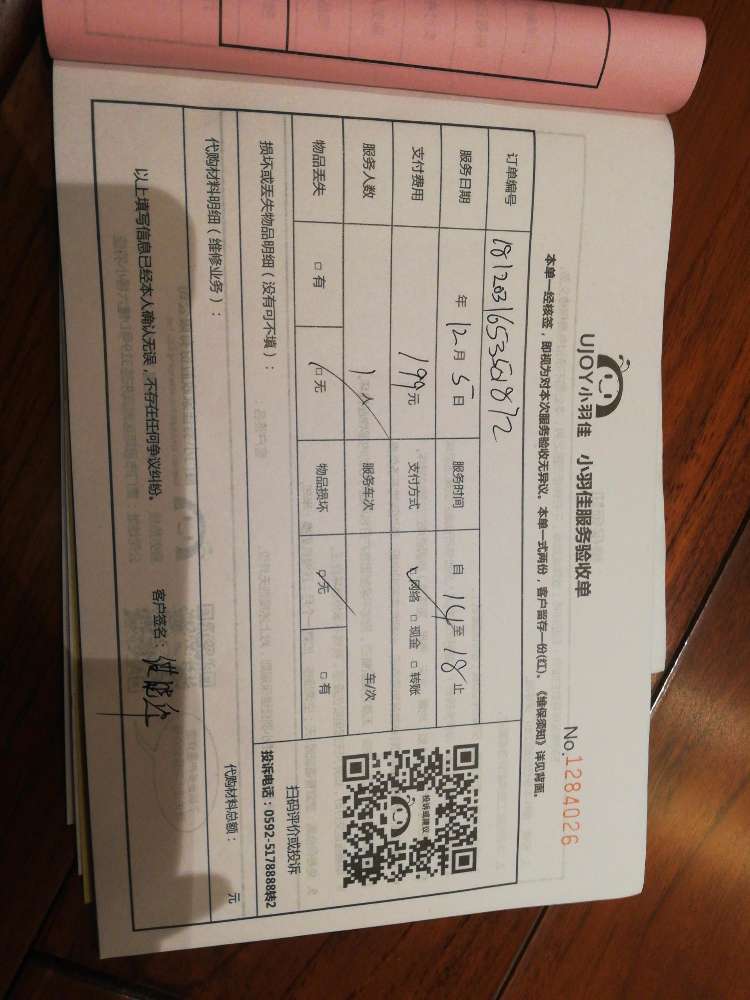 UJOY小羽佳 小羽佳服务验收单
No.1284026
本单一经核签，即视为对本次服务验收无异议。本单一式两份，客户留存一份(红)。《维保须知》详见背面。
订单编号 1812031653501872
服务日期 年 12月 5日 服务时间 自 14 至 18 止
支付费用 199元 支付方式 网络 现金 转账
服务人数 1人 服务车次 车/次
物品丢失 有 无 物品损坏 无 有
投诉或建议
扫码评价或投诉
投诉电话：0592-5178888转2
损坏或丢失物品明细（没有可不填）：
代购材料明细（维修业务）：
代购材料总额： 元
以上填写信息已经本人确认无误，不存在任何争议纠纷。
客户签名：